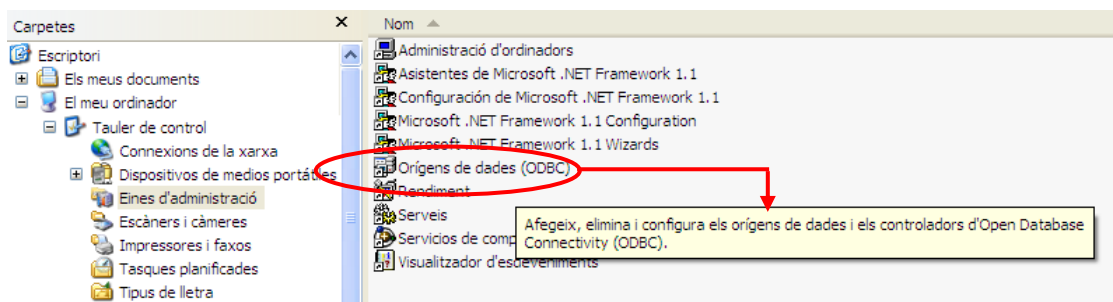 Carpetes
Escriptori
Els meus documents
El meu ordinador
Tauler de control
Connexions de la xarxa
Dispositivos de medios portátiles
Eines d'administració
Escàners i càmeres
Impressores i faxos
Tasques planificades
Tipus de lletra
Nom
Administració d'ordinadors
Asistentes de Microsoft .NET Framework 1.1
Configuración de Microsoft .NET Framework 1.1
Microsoft .NET Framework 1.1 Configuration
Microsoft .NET Framework 1.1 Wizards
Orígens de dades (ODBC)
Rendiment
Serveis
Servicios de comp
Visualitzador d'esdeveniments
Afegeix, elimina i configura els orígens de dades i els controladors d'Open Database
Connectivity (ODBC).